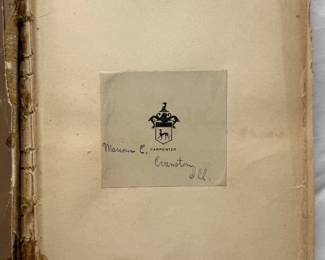 Marion C. CARPENTER
Evanston,
Ill.